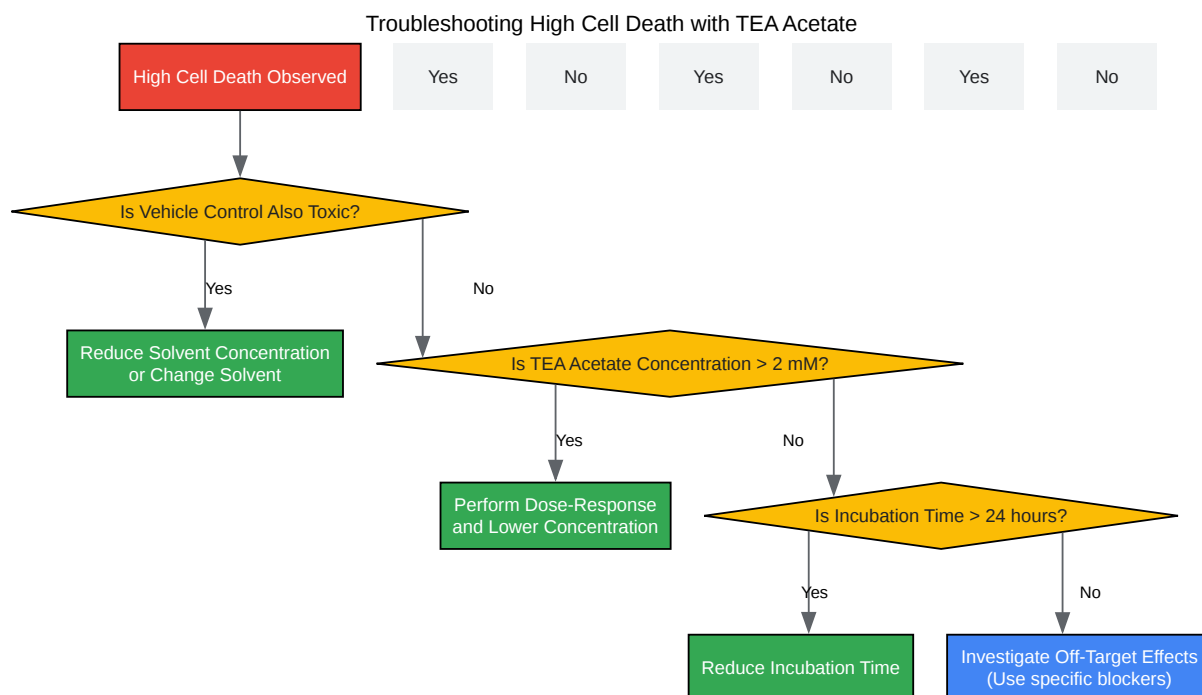 Troubleshooting High Cell Death with TEA Acetate
High Cell Death Observed
Yes
No
Yes
No
Yes
No
Is Vehicle Control Also Toxic?
Yes
No
Reduce Solvent Concentration
or Change Solvent
Is TEA Acetate Concentration > 2 mM?
Yes
No
Perform Dose-Response
and Lower Concentration
Is Incubation Time > 24 hours?
Yes
No
Reduce Incubation Time
Investigate Off-Target Effects
(Use specific blockers)